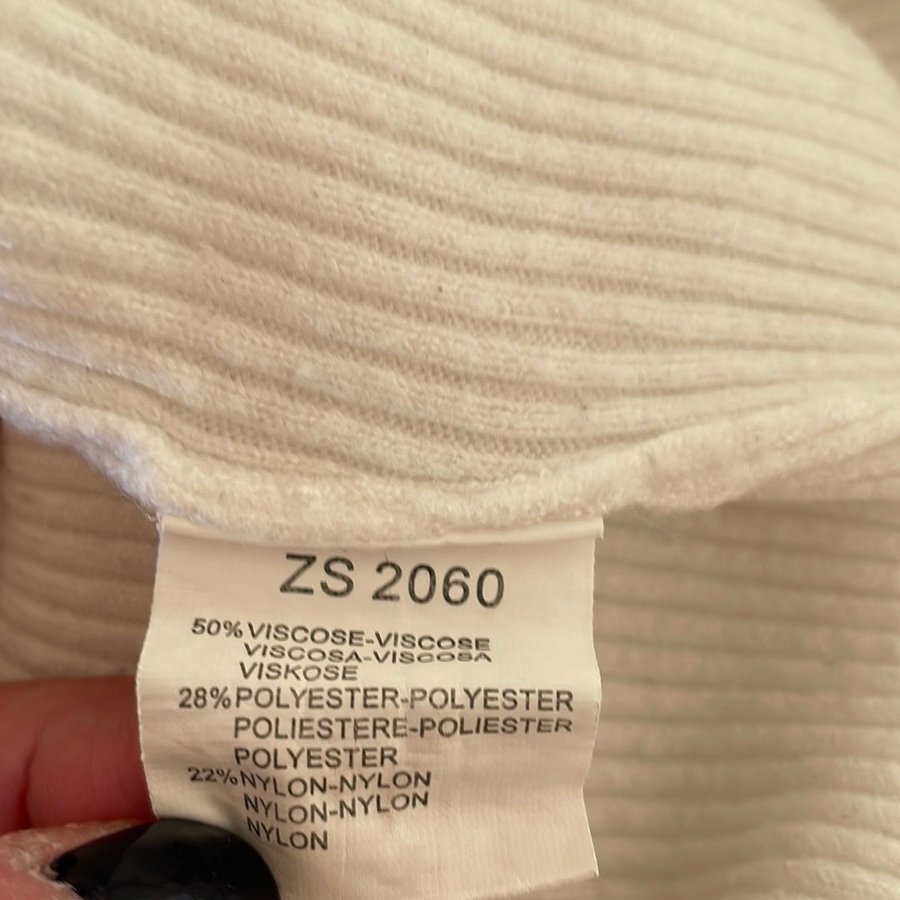 ZS 2060
50% VISCOSE-VISCOSE
VISCOSA-VISCOSA
VISKOSE
28% POLYESTER-POLYESTER
POLIESTERE-POLIESTER
POLYESTER
22% NYLON-NYLON
NYLON-NYLON
NYLON